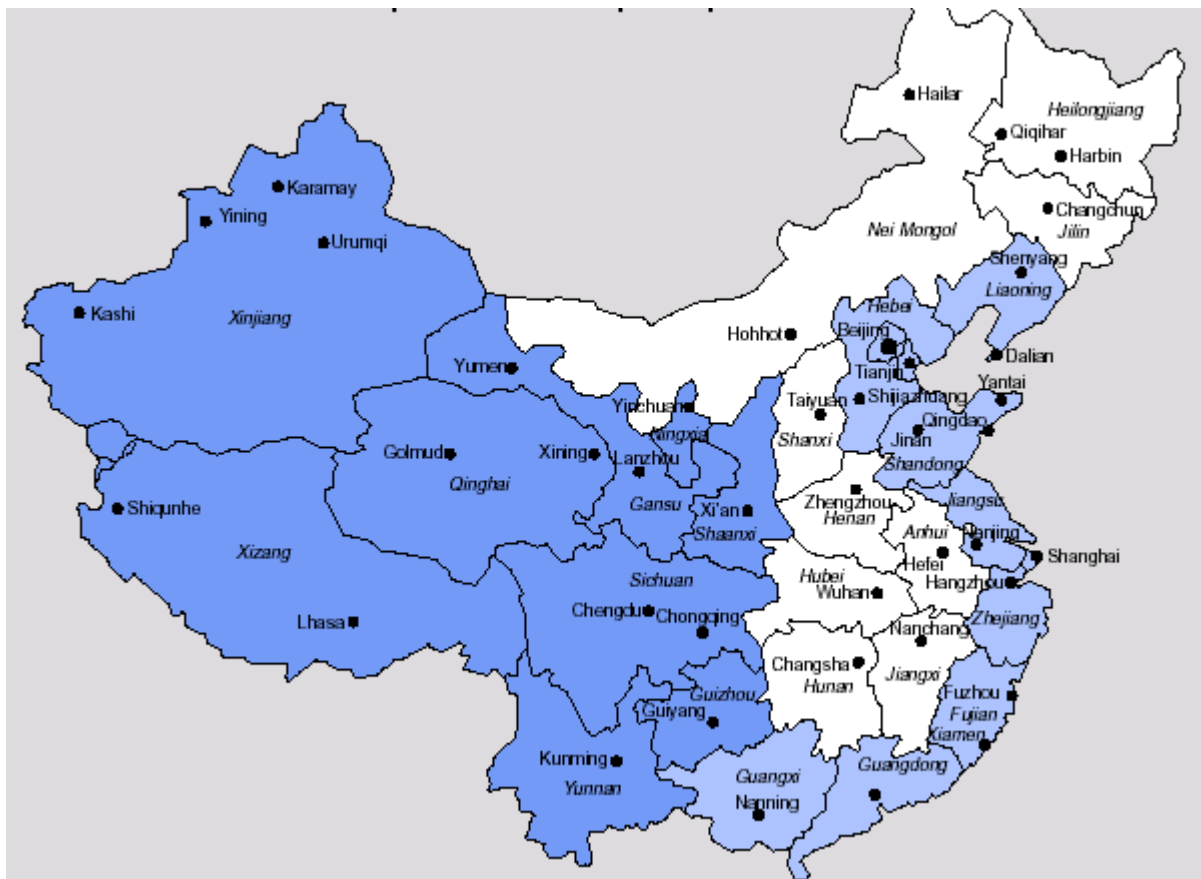 Hailar
Heilongjiang
Qiqihar
Harbin
Karamay
Yining
Changchun
Urumqi
Nei Mongol
Jilin
Shenyang
Liaoning
Hebei
Kashi
Xinjiang
Hohhot
Beijing
Dalian
Yumen
Tianjin
Yantai
Yinchuan
Taiyuan
Shijiazhuang
Qingdao
Ningxia
Shanxi
Jinan
Golmud
Xining
Lanzhou
Shandong
Qinghai
Gansu
Zhengzhou
Jiangsu
Shiqunhe
Xi'an
Henan
Shaanxi
Anhui
Nanjing
Xizang
Hefei
Shanghai
Sichuan
Hubei
Hangzhou
Wuhan
Chengdu
Chongqing
Zhejiang
Lhasa
Nanchang
Changsha
Jiangxi
Hunan
Guizhou
Fuzhou
Guiyang
Fujian
Xiamen
Kunming
Guangdong
Guangxi
Yunnan
Nanning